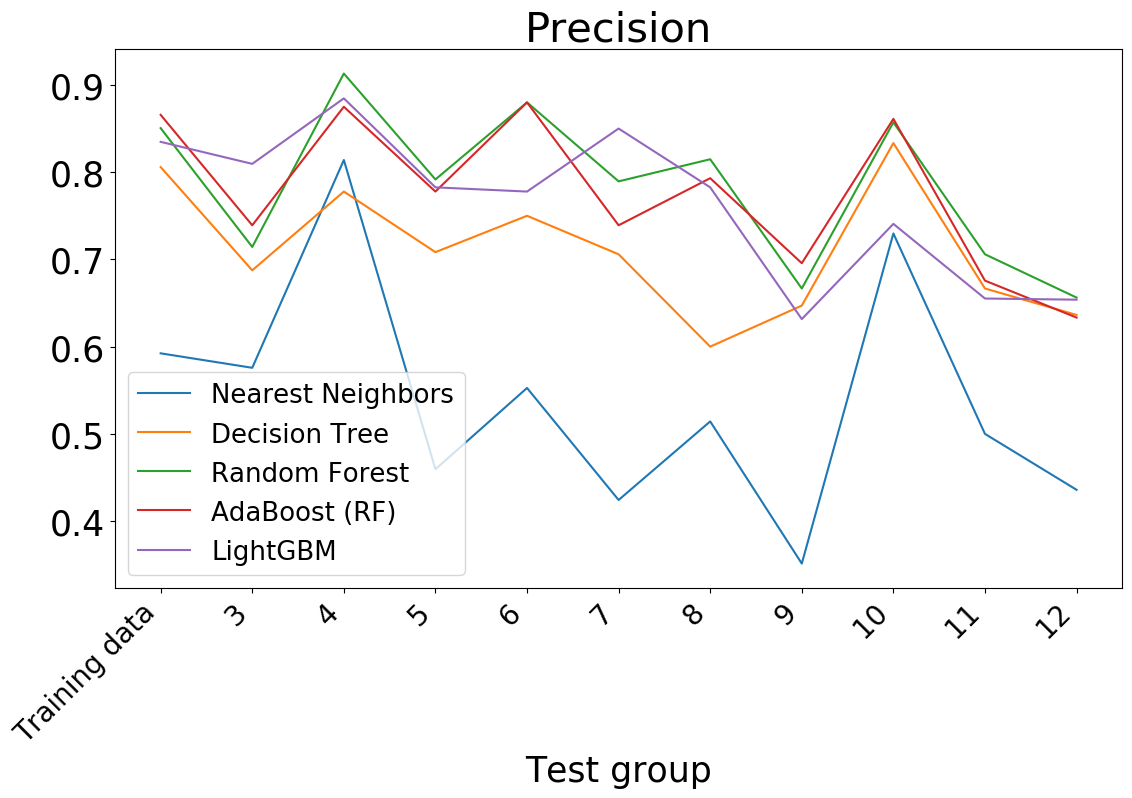 Precision
0.9
0.8
0.7
0.6
0.5
0.4
Nearest Neighbors
Decision Tree
Random Forest
AdaBoost (RF)
LightGBM
Training data
3
4
5
6
7
8
9
10
11
12
Test group